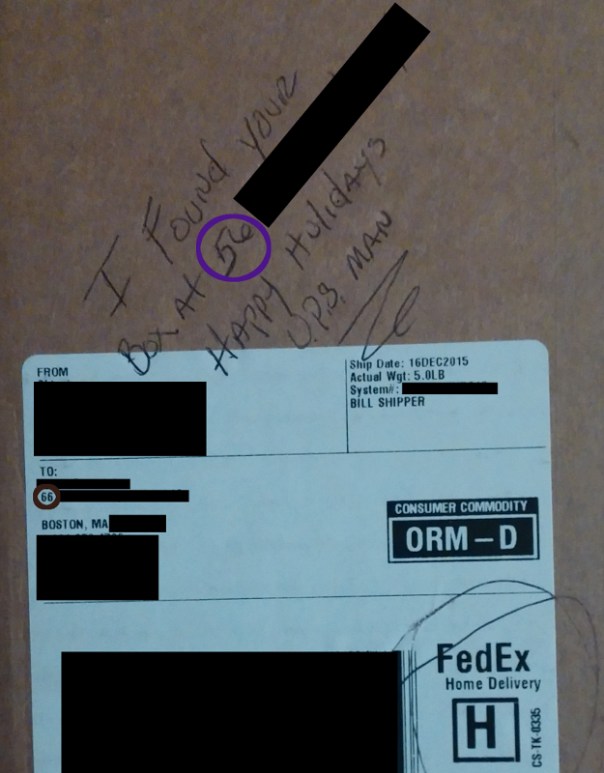 I Found Your
Box At 56
Happy Holidays
U.P.S. MAN
FROM
Ship Date: 16DEC2015
Actual Wgt: 5.0LB
System#:
BILL SHIPPER
TO:
66
BOSTON, MA
CONSUMER COMMODITY
ORM-D
FedEx
Home Delivery
H
CS-TK-0335